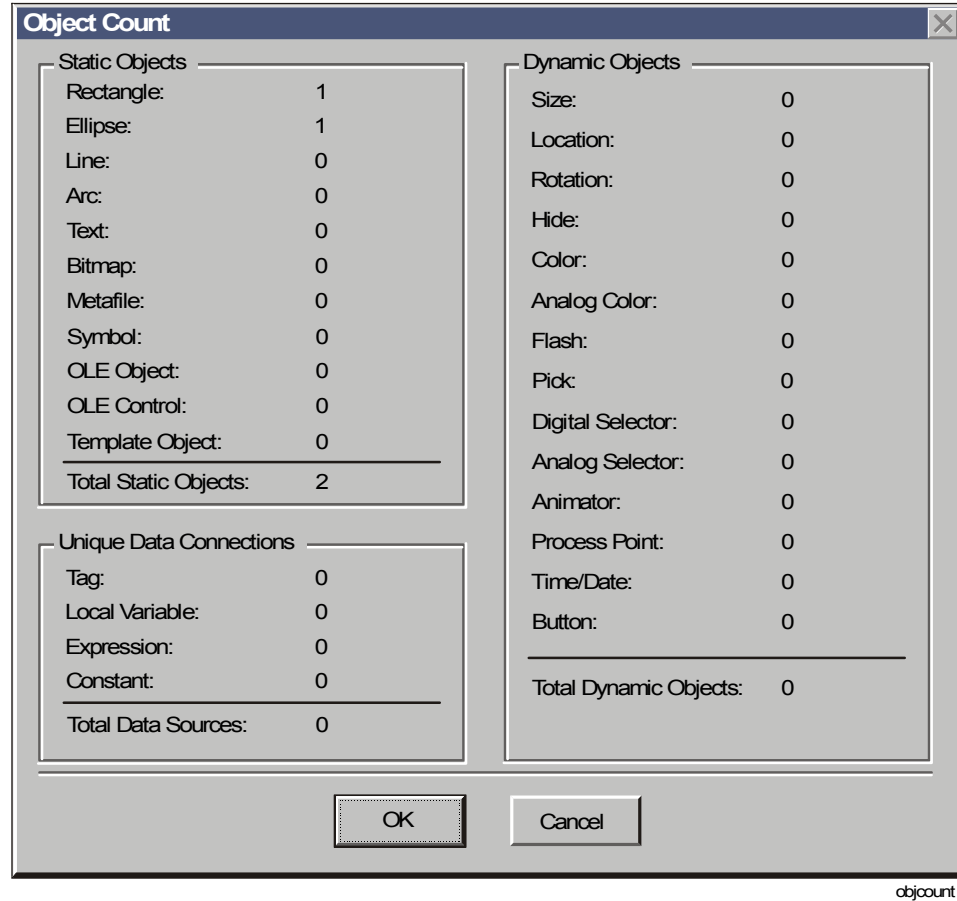 Object Count
Static Objects
Rectangle: 1
Ellipse: 1
Line: 0
Arc: 0
Text: 0
Bitmap: 0
Metafile: 0
Symbol: 0
OLE Object: 0
OLE Control: 0
Template Object: 0
Total Static Objects: 2
Unique Data Connections
Tag: 0
Local Variable: 0
Expression: 0
Constant: 0
Total Data Sources: 0
Dynamic Objects
Size: 0
Location: 0
Rotation: 0
Hide: 0
Color: 0
Analog Color: 0
Flash: 0
Pick: 0
Digital Selector: 0
Analog Selector: 0
Animator: 0
Process Point: 0
Time/Date: 0
Button: 0
Total Dynamic Objects: 0
OK
Cancel
objcount